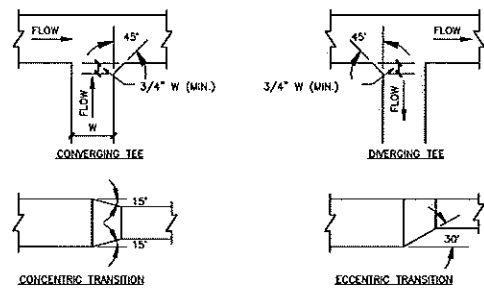 FLOW
45°
FLOW
3/4" W (MIN.)
W
CONVERGING TEE
FLOW
45°
3/4" W (MIN.)
FLOW
DIVERGING TEE
15°
15°
CONCENTRIC TRANSITION
30°
ECCENTRIC TRANSITION